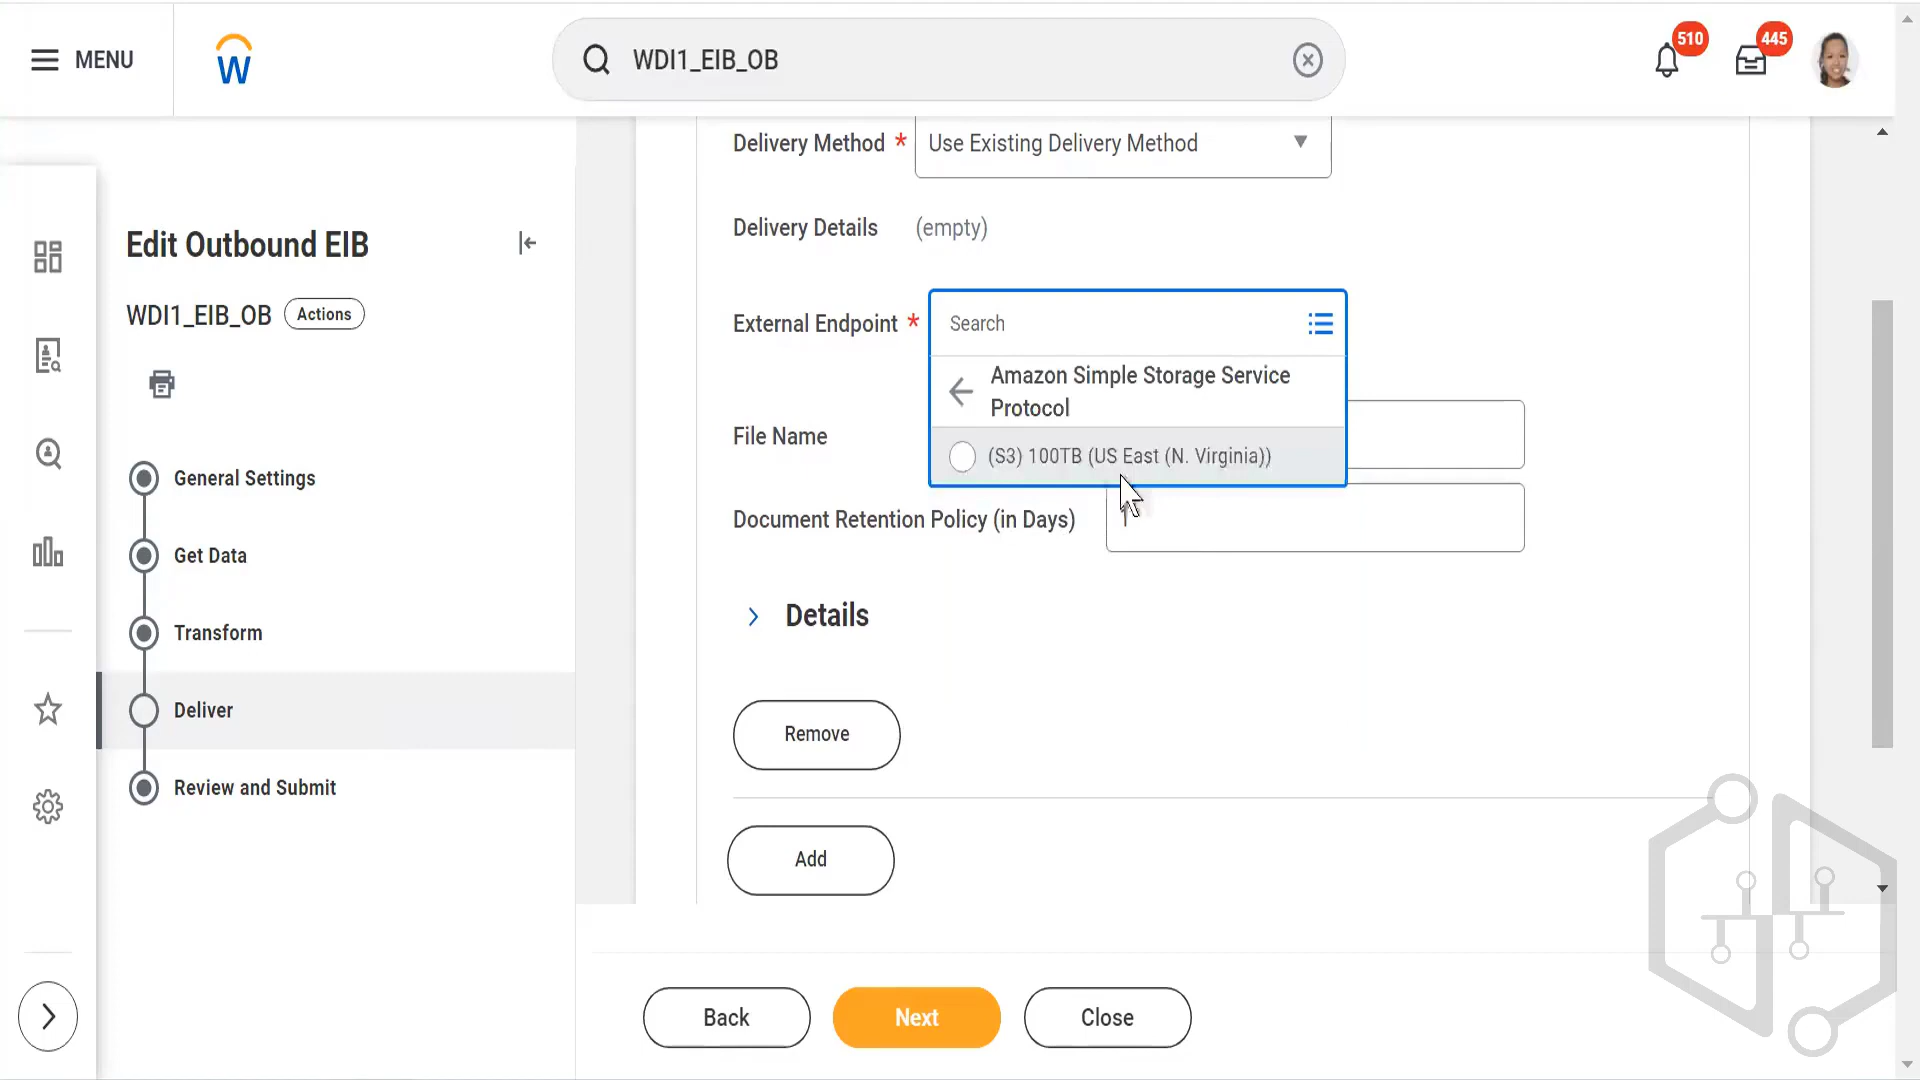 MENU
W
WDI1_EIB_OB
510
445
Edit Outbound EIB
WDI1_EIB_OB
Actions
General Settings
Get Data
Transform
Deliver
Review and Submit
Delivery Method *
Use Existing Delivery Method
Delivery Details
(empty)
External Endpoint *
Search
Amazon Simple Storage Service
Protocol
(S3) 100TB (US East (N. Virginia))
File Name
Document Retention Policy (in Days)
Details
Remove
Add
Back
Next
Close